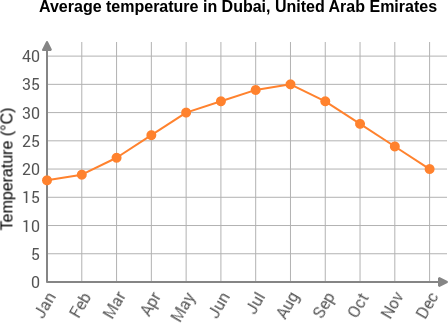 Average temperature in Dubai, United Arab Emirates
Temperature (°C)
40
35
30
25
20
15
10
5
0
Jan
Feb
Mar
Apr
May
Jun
Jul
Aug
Sep
Oct
Nov
Dec